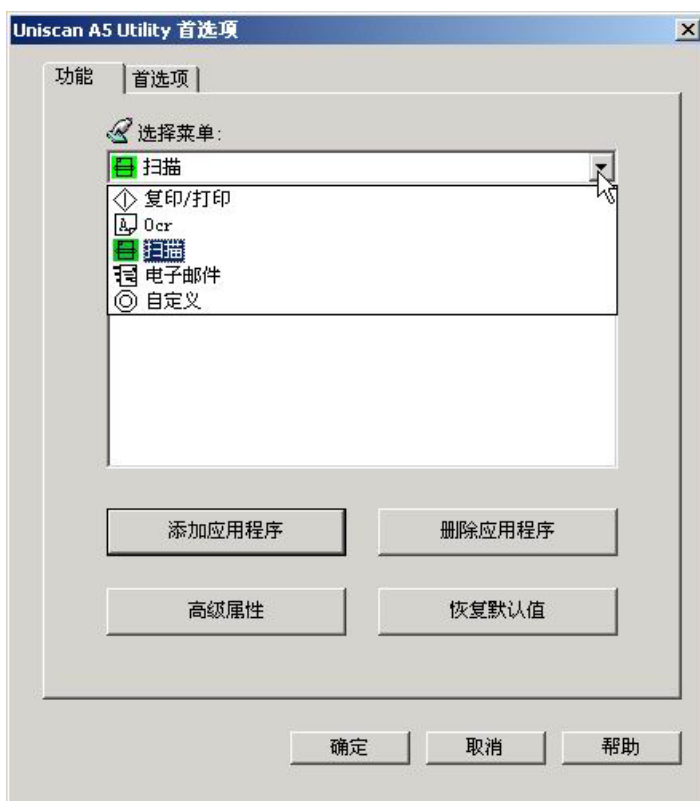 Uniscan A5 Utility 首选项
功能 首选项
选择菜单:
扫描
复印/打印
Ocr
扫描
电子邮件
自定义
添加应用程序 删除应用程序
高级属性 恢复默认值
确定 取消 帮助